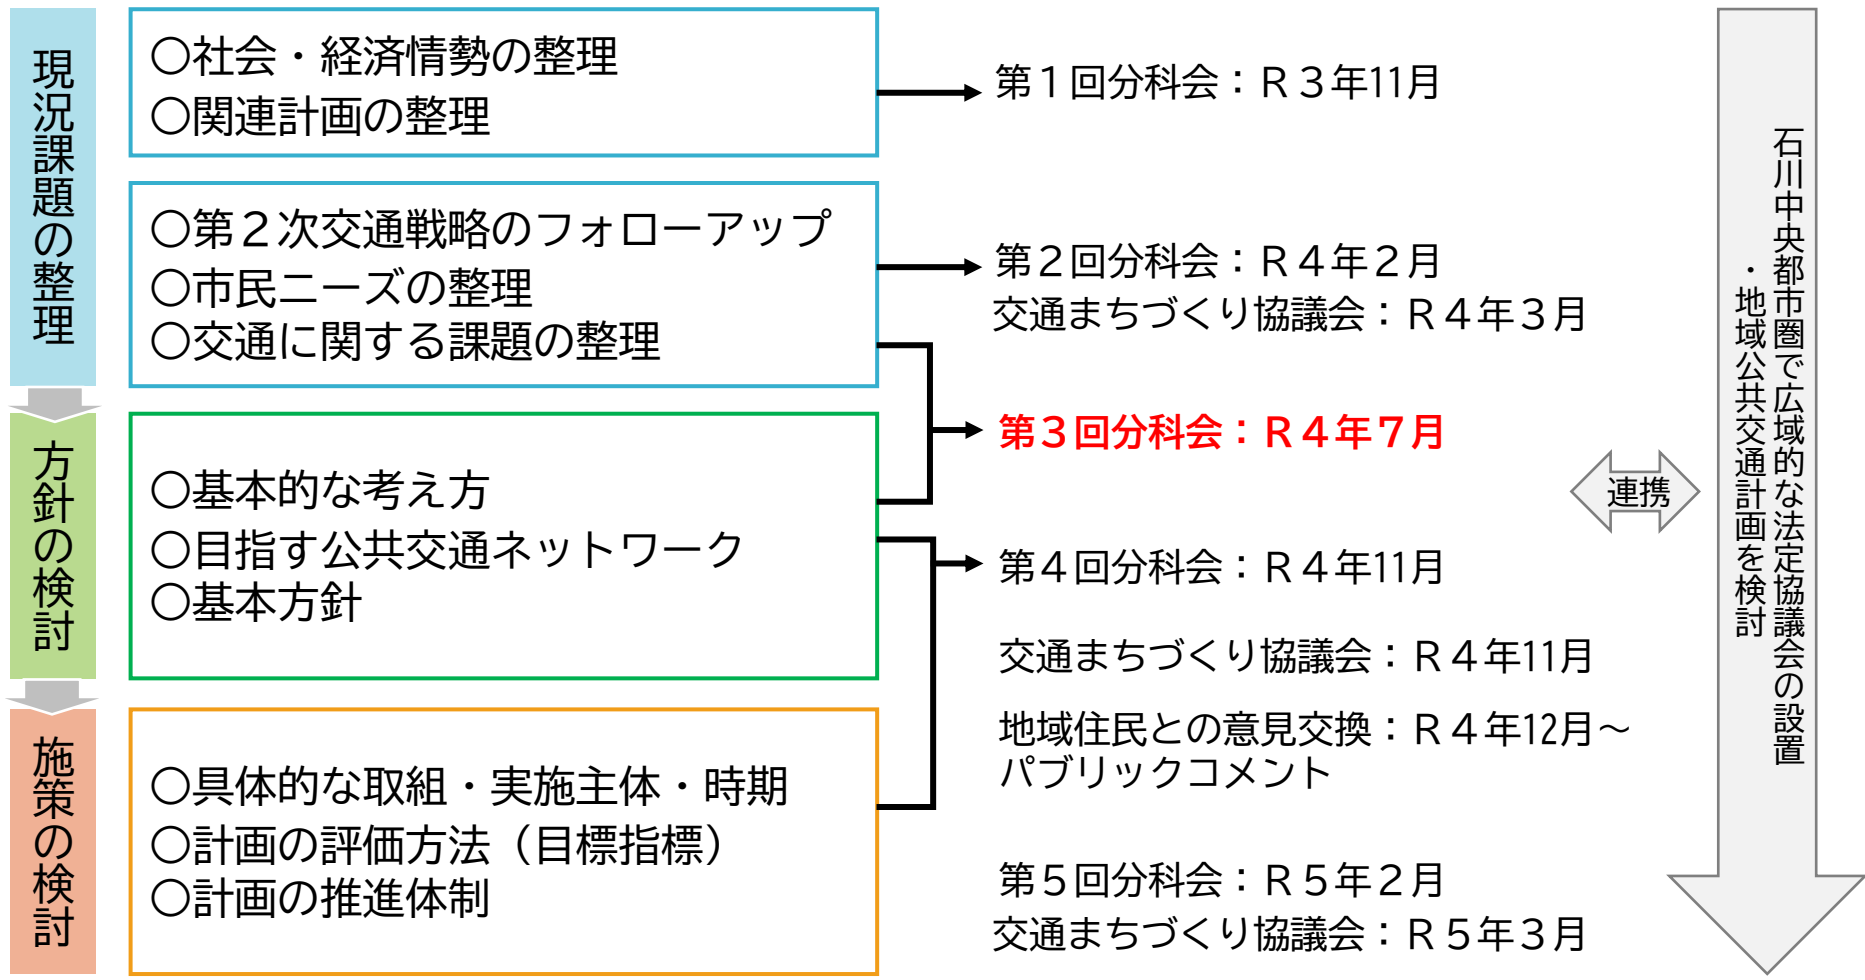 現況課題の整理
○社会・経済情勢の整理
○関連計画の整理
第１回分科会：Ｒ３年11月
○第２次交通戦略のフォローアップ
○市民ニーズの整理
○交通に関する課題の整理
第２回分科会：Ｒ４年２月
交通まちづくり協議会：Ｒ４年３月
第３回分科会：Ｒ４年７月
方針の検討
○基本的な考え方
○目指す公共交通ネットワーク
○基本方針
第４回分科会：Ｒ４年11月
交通まちづくり協議会：Ｒ４年11月
地域住民との意見交換：Ｒ４年12月～
パブリックコメント
施策の検討
○具体的な取組・実施主体・時期
○計画の評価方法（目標指標）
○計画の推進体制
第５回分科会：Ｒ５年２月
交通まちづくり協議会：Ｒ５年３月
連携
石川中央都市圏で広域的な法定協議会の設置
・地域公共交通計画を検討